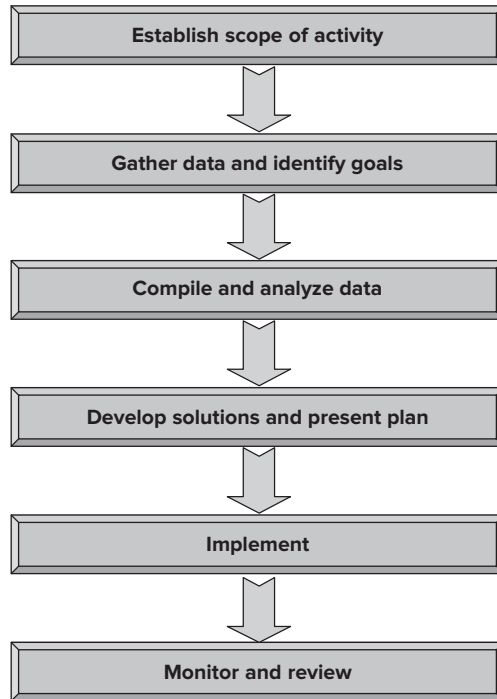 Establish scope of activity
Gather data and identify goals
Compile and analyze data
Develop solutions and present plan
Implement
Monitor and review